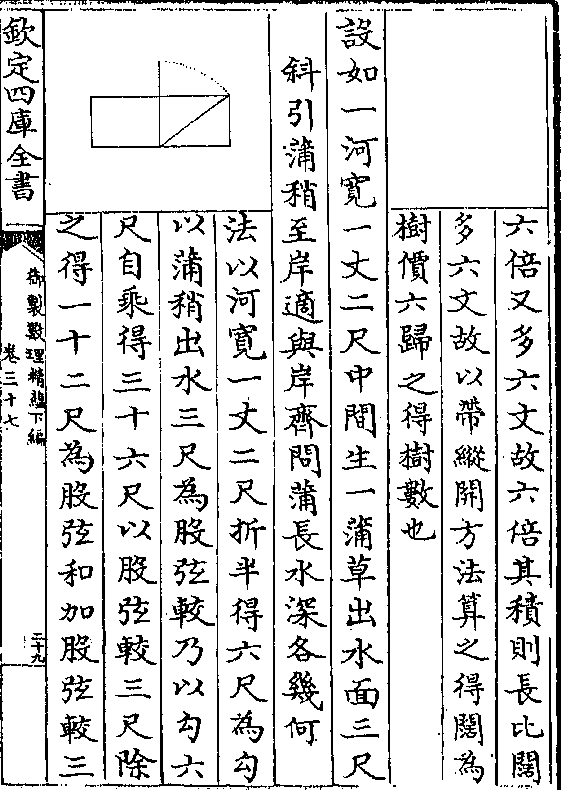 六倍又多六文故六倍其積則長比闊
多六文故以帶縱開方法算之得闊為
樹價六歸之得樹數也
設如一河寛一丈二尺中間生一蒲草出水面三尺
斜引蒲稍至岸適與岸齊問蒲長水深各幾何
法以河寛一丈二尺折半得六尺為勾
以蒲稍出水三尺為股弦較乃以勾六
尺自乘得三十六尺以股弦較三尺除
之得一十二尺為股弦和加股弦較三
欽定四庫全書
御製數理精藴下編
卷三十七
二十九